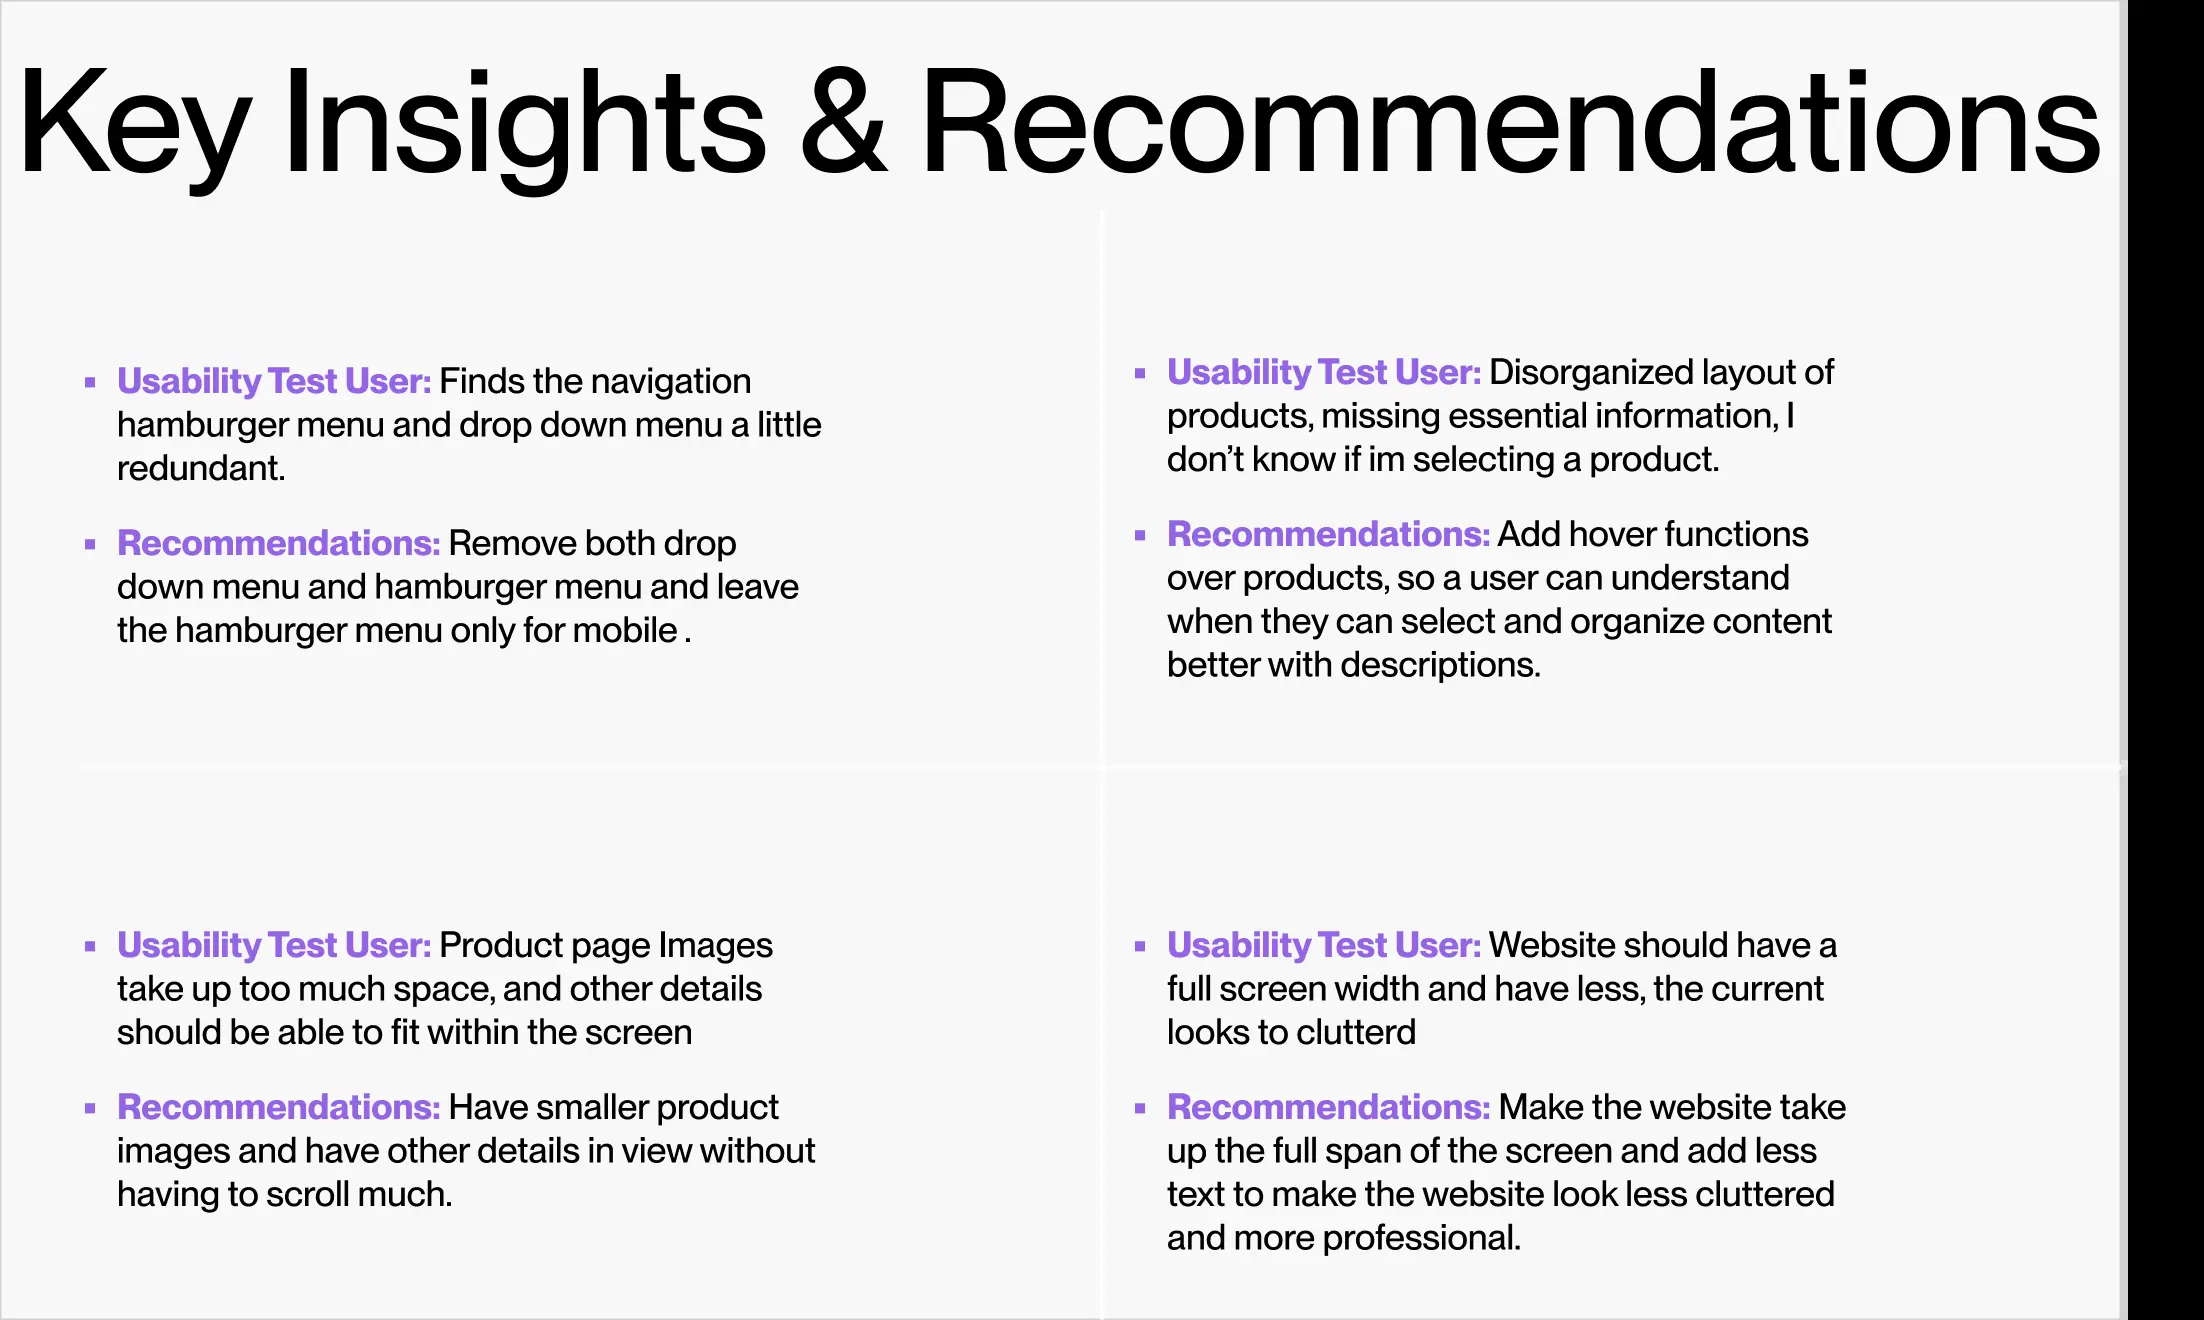 Key Insights & Recommendations
Usability Test User: Finds the navigation
hamburger menu and drop down menu a little
redundant.
Recommendations: Remove both drop
down menu and hamburger menu and leave
the hamburger menu only for mobile .
Usability Test User: Disorganized layout of
products, missing essential information, I
don’t know if im selecting a product.
Recommendations: Add hover functions
over products, so a user can understand
when they can select and organize content
better with descriptions.
Usability Test User: Product page Images
take up too much space, and other details
should be able to fit within the screen
Recommendations: Have smaller product
images and have other details in view without
having to scroll much.
Usability Test User: Website should have a
full screen width and have less, the current
looks to clutterd
Recommendations: Make the website take
up the full span of the screen and add less
text to make the website look less cluttered
and more professional.